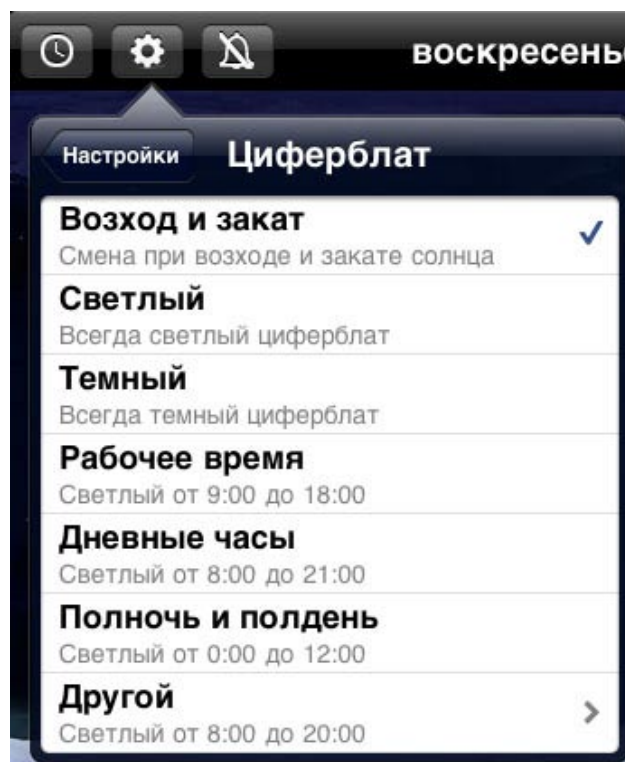 воскресень
Настройки
Циферблат
Возход и закат
Смена при возходе и закате солнца
Светлый
Всегда светлый циферблат
Темный
Всегда темный циферблат
Рабочее время
Светлый от 9:00 до 18:00
Дневные часы
Светлый от 8:00 до 21:00
Полночь и полдень
Светлый от 0:00 до 12:00
Другой
Светлый от 8:00 до 20:00